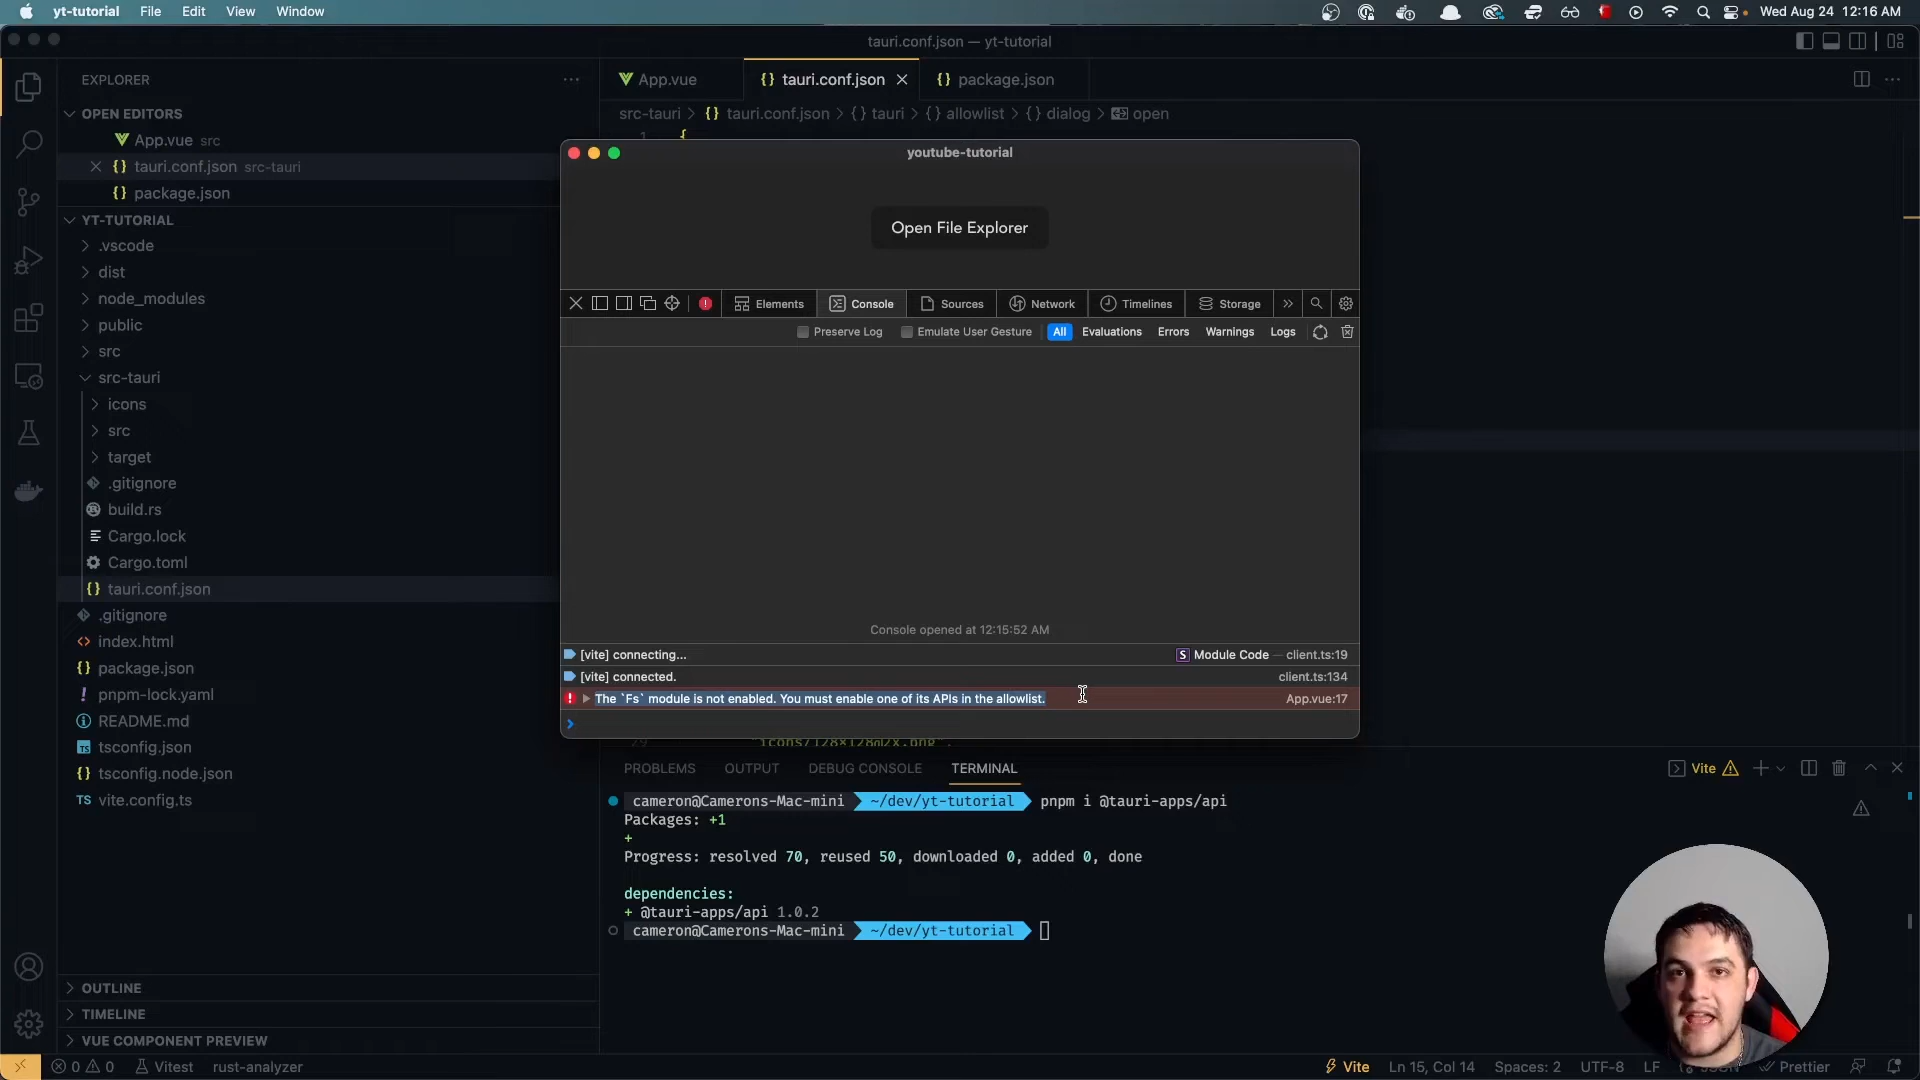 yt-tutorial File Edit View Window
Wed Aug 24 12:16 AM
tauri.conf.json — yt-tutorial
EXPLORER
App.vue
tauri.conf.json
package.json
OPEN EDITORS
src-tauri > {} tauri.conf.json > {} tauri > {} allowlist > {} dialog > open
1 {
App.vue src
tauri.conf.json src-tauri
package.json
YT-TUTORIAL
.vscode
dist
node_modules
public
src
src-tauri
icons
src
target
.gitignore
build.rs
Cargo.lock
Cargo.toml
tauri.conf.json
.gitignore
index.html
package.json
pnpm-lock.yaml
README.md
tsconfig.json
tsconfig.node.json
vite.config.ts
OUTLINE
TIMELINE
VUE COMPONENT PREVIEW
youtube-tutorial
Open File Explorer
Elements Console Sources Network Timelines Storage
Preserve Log Emulate User Gesture All Evaluations Errors Warnings Logs
Console opened at 12:15:52 AM
[vite] connecting... S Module Code — client.ts:19
[vite] connected. client.ts:134
The `Fs` module is not enabled. You must enable one of its APIs in the allowlist. App.vue:17
29 "icons/128x128@2x.png",
PROBLEMS OUTPUT DEBUG CONSOLE TERMINAL
Vite
cameron@Camerons-Mac-mini ~/dev/yt-tutorial pnpm i @tauri-apps/api
Packages: +1
+
Progress: resolved 70, reused 50, downloaded 0, added 0, done
dependencies:
+ @tauri-apps/api 1.0.2
cameron@Camerons-Mac-mini ~/dev/yt-tutorial
0 0 Vitest rust-analyzer
Vite Ln 15, Col 14 Spaces: 2 UTF-8 LF {} JSON Prettier